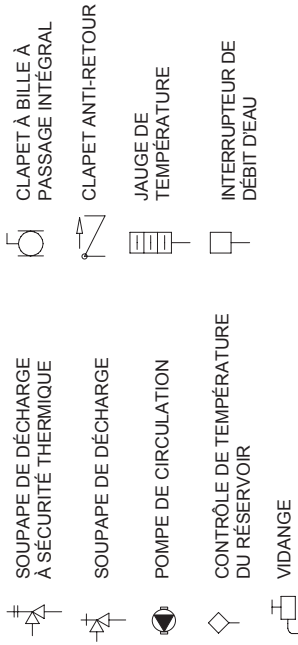 SOUPAPE DE DÉCHARGE
À SÉCURITÉ THERMIQUE
SOUPAPE DE DÉCHARGE
POMPE DE CIRCULATION
CONTRÔLE DE TEMPÉRATURE
DU RÉSERVOIR
VIDANGE
CLAPET À BILLE À
PASSAGE INTÉGRAL
CLAPET ANTI-RETOUR
JAUGE DE
TEMPÉRATURE
INTERRUPTEUR DE
DÉBIT D'EAU